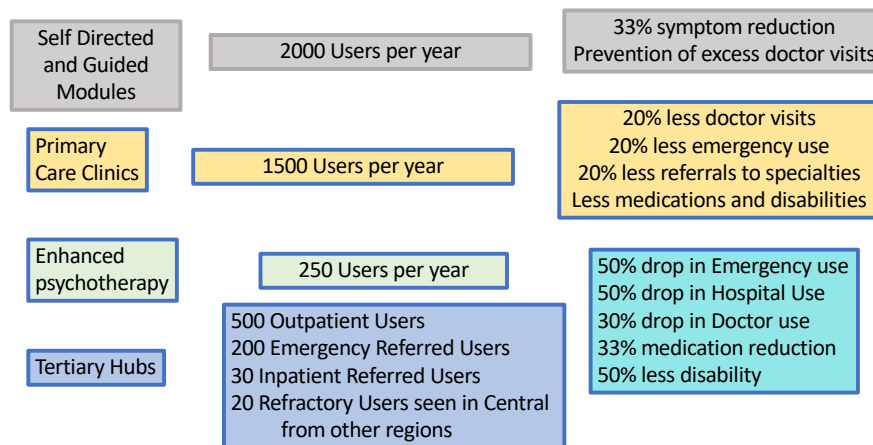 Self Directed
and Guided
Modules
2000 Users per year
33% symptom reduction
Prevention of excess doctor visits
Primary
Care Clinics
1500 Users per year
20% less doctor visits
20% less emergency use
20% less referrals to specialties
Less medications and disabilities
Enhanced
psychotherapy
250 Users per year
50% drop in Emergency use
50% drop in Hospital Use
30% drop in Doctor use
33% medication reduction
50% less disability
Tertiary Hubs
500 Outpatient Users
200 Emergency Referred Users
30 Inpatient Referred Users
20 Refractory Users seen in Central
from other regions